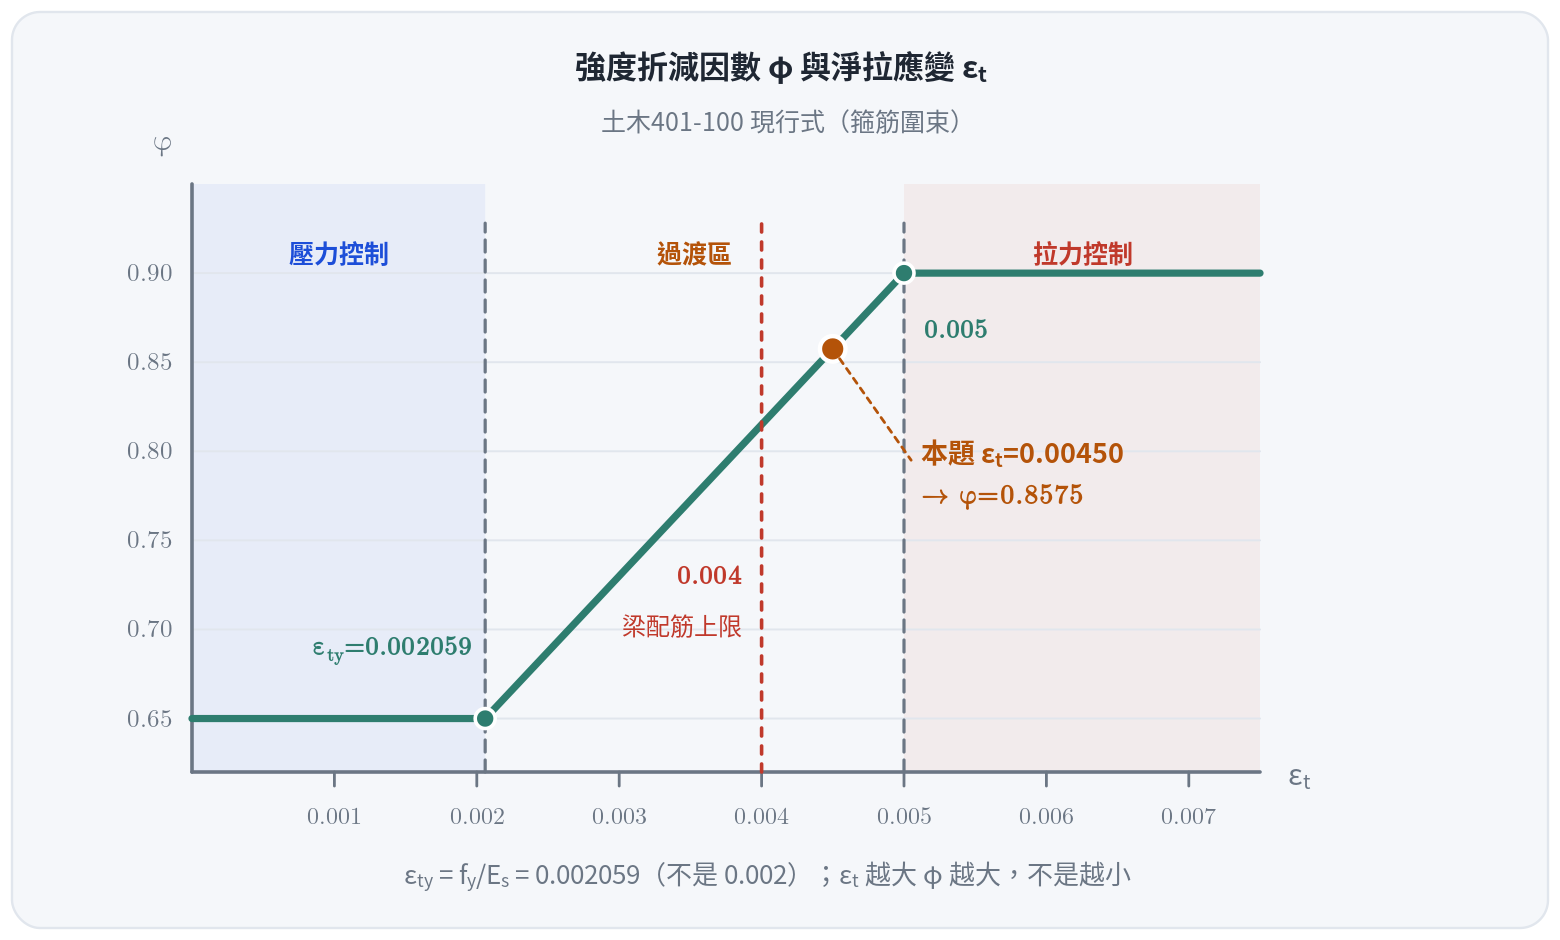 強度折減因數 ϕ 與淨拉應變 εt
土木401-100 現行式（箍筋圍束）
φ
壓力控制
過渡區
拉力控制
0.90
0.005
0.85
本題 εt=0.00450
0.80
→ φ=0.8575
0.75
0.004
0.70
梁配筋上限
εty=0.002059
0.65
εt
0.001 0.002 0.003 0.004 0.005 0.006 0.007
εty = fy/Es = 0.002059（不是 0.002）；εt 越大 ϕ 越大，不是越小